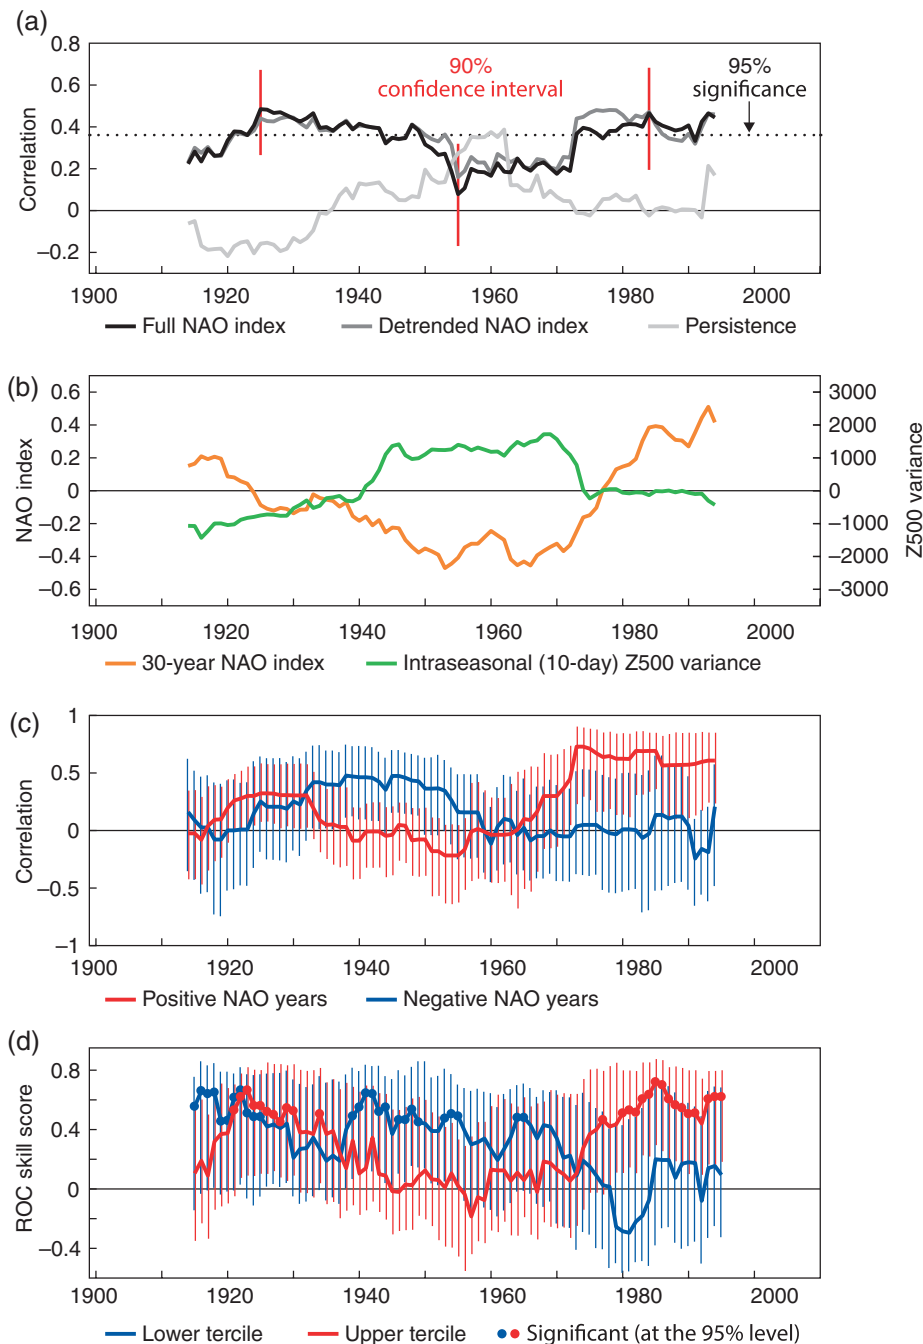 (a)
0.8
0.6
0.4
0.2
0
–0.2
Correlation
90%
confidence interval
95%
significance
1900 1920 1940 1960 1980 2000
Full NAO index Detrended NAO index Persistence
(b)
0.6
0.4
0.2
0
–0.2
–0.4
–0.6
NAO index
3000
2000
1000
0
–1000
–2000
–3000
Z500 variance
1900 1920 1940 1960 1980 2000
30-year NAO index Intraseasonal (10-day) Z500 variance
(c)
1
0.5
0
–0.5
–1
Correlation
1900 1920 1940 1960 1980 2000
Positive NAO years Negative NAO years
(d)
0.8
0.4
0
–0.4
ROC skill score
1900 1920 1940 1960 1980 2000
Lower tercile Upper tercile Significant (at the 95% level)